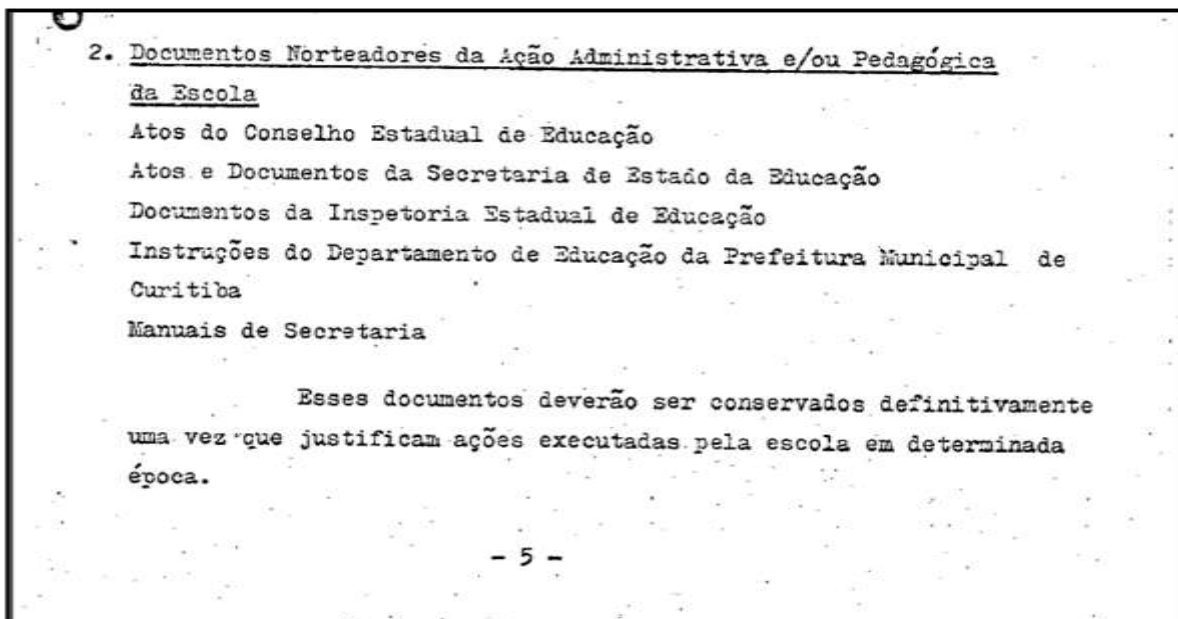 2. Documentos Norteadores da Ação Administrativa e/ou Pedagógica
da Escola
Atos do Conselho Estadual de Educação
Atos e Documentos da Secretaria de Estado da Educação
Documentos da Inspetoria Estadual de Educação
Instruções do Departamento de Educação da Prefeitura Municipal de
Curitiba
Manuais de Secretaria
Esses documentos deverão ser conservados definitivamente
uma vez que justificam ações executadas pela escola em determinada
época.
- 5 -